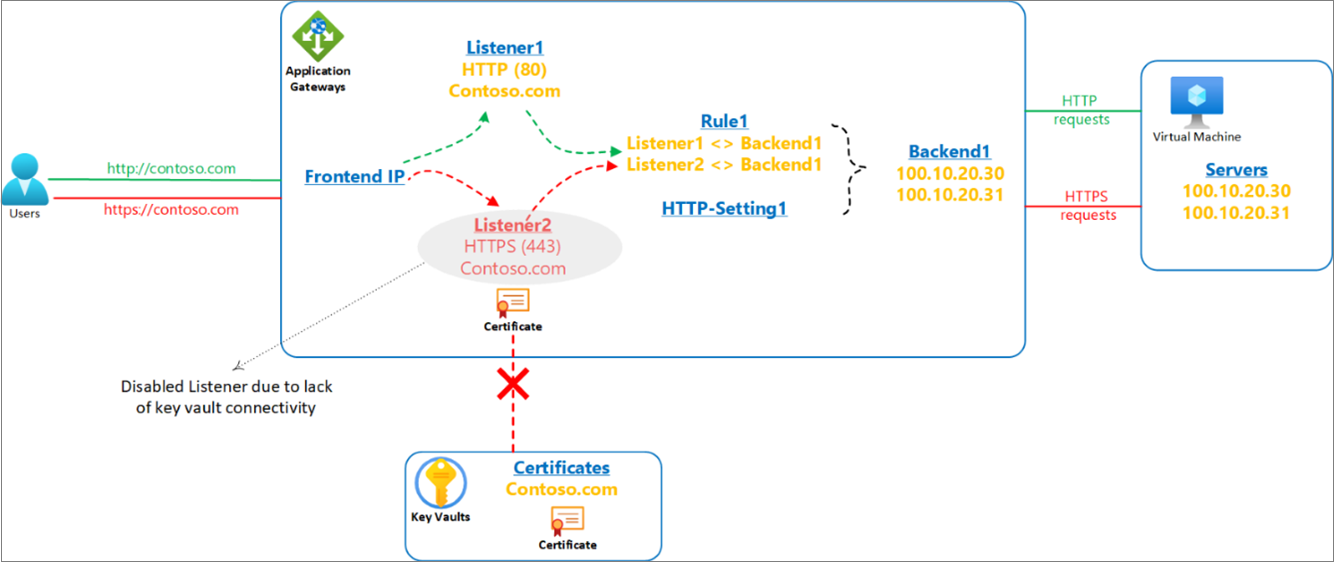 Application
Gateways
Listener1
HTTP (80)
Contoso.com
Users
http://contoso.com
https://contoso.com
Frontend IP
Listener2
HTTPS (443)
Contoso.com
Certificate
Rule1
Listener1 <> Backend1
Listener2 <> Backend1
HTTP-Setting1
Backend1
100.10.20.30
100.10.20.31
HTTP
requests
HTTPS
requests
Virtual Machine
Servers
100.10.20.30
100.10.20.31
Disabled Listener due to lack
of key vault connectivity
Key Vaults
Certificates
Contoso.com
Certificate